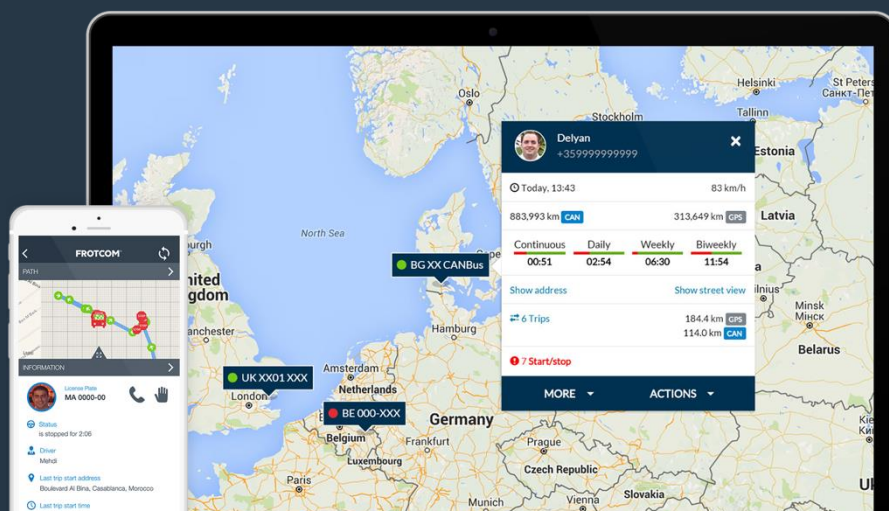 Oslo
Helsinki
St Peters
Санкт-Пет
Tallinn
Stockholm
Estonia
Latvia
North Sea
BG XX CANBus
Minsk
Мінск
Belarus
Hamburg
Amsterdam
Netherlands
UK XX01 XXX
London
BE 000-XXX
Belgium
Germany
Frankfurt
Luxembourg
Paris
Prague
Czech Republic
Munich
Vienna
Slovakia
Delyan
+359999999999
Today, 13:43 83 km/h
883,993 km CAN 313,649 km GPS
Continuous Daily Weekly Biweekly
00:51 02:54 06:30 11:54
Show address Show street view
6 Trips 184.4 km GPS
114.0 km CAN
7 Start/stop
MORE ACTIONS
FROTCOM
PATH
INFORMATION
License Plate
MA 0000-00
Status
is stopped for 2:06
Driver
Mehdi
Last trip start address
Boulevard Al Bina, Casablanca, Morocco
Last trip start time